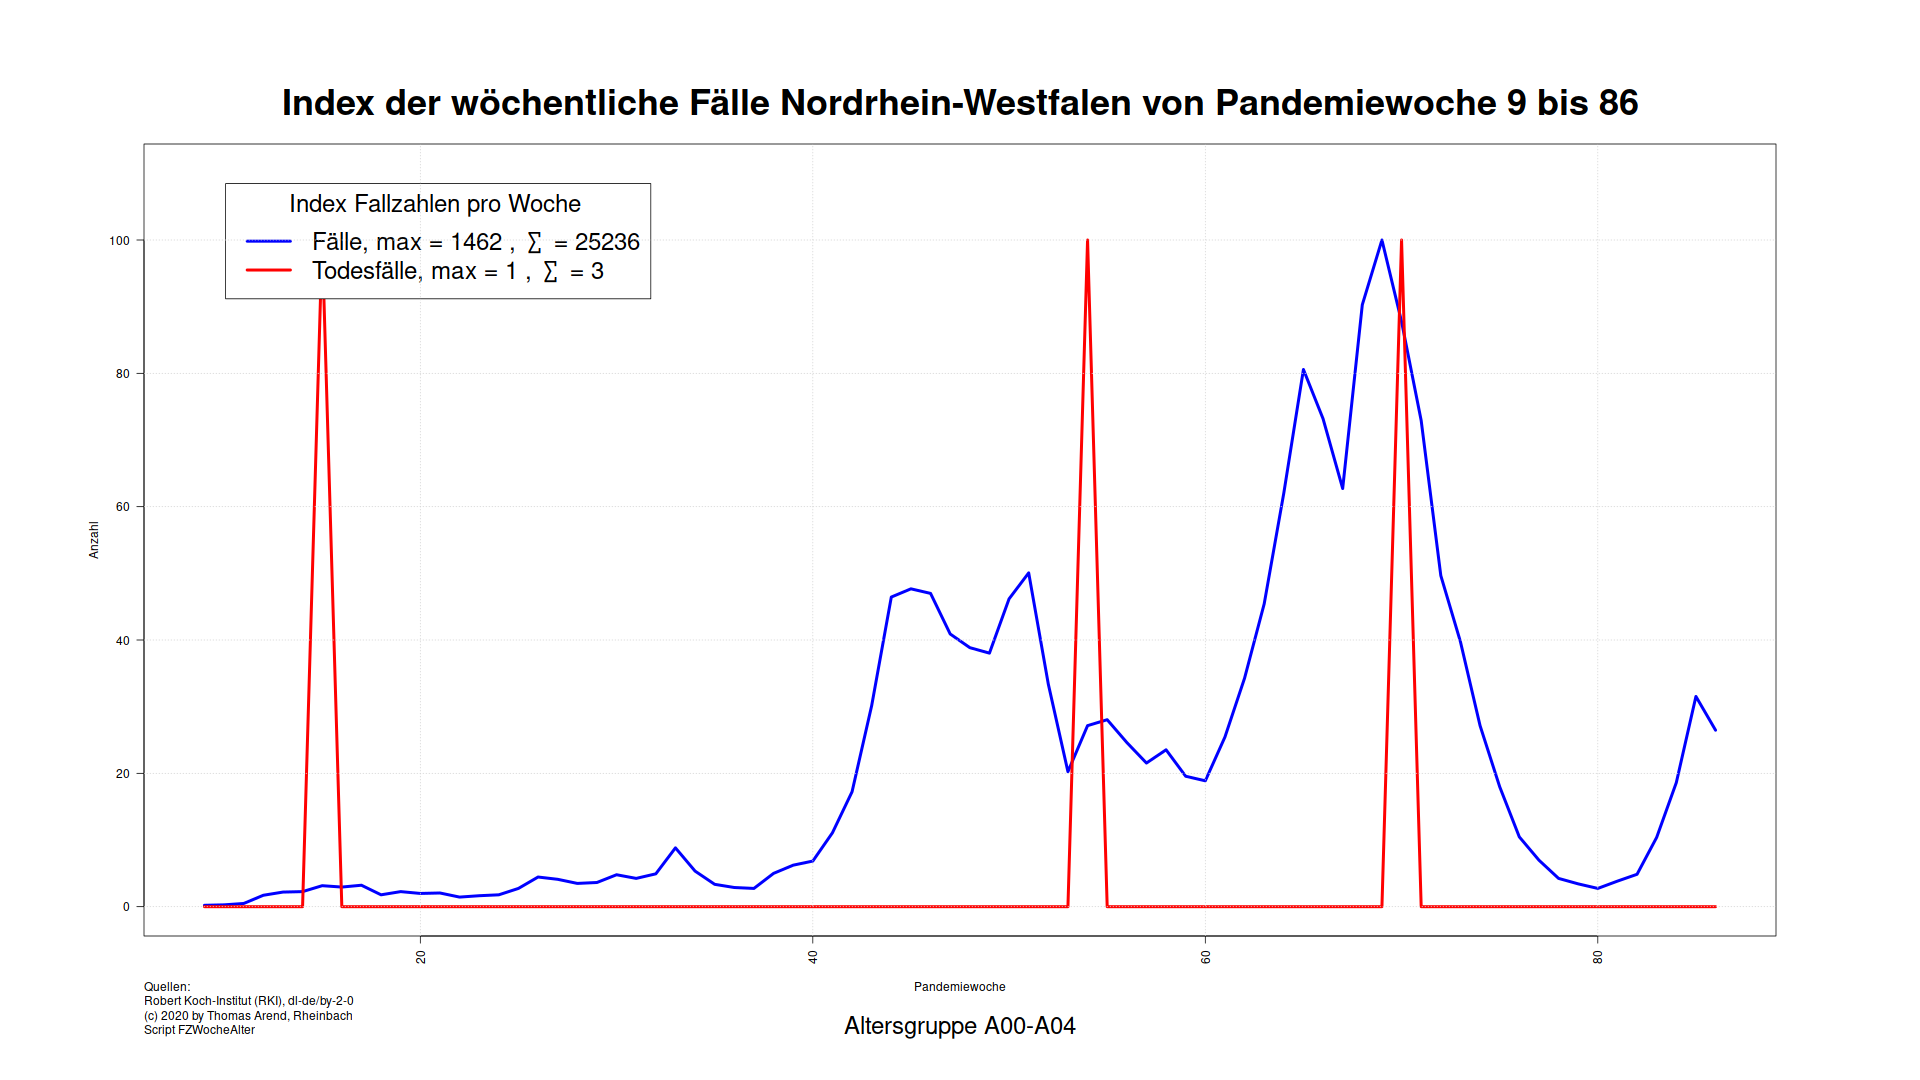 Index der wöchentliche Fälle Nordrhein-Westfalen von Pandemiewoche 9 bis 86
Index Fallzahlen pro Woche
Fälle, max = 1462 , ∑ = 25236
Todesfälle, max = 1 , ∑ = 3
100
80
60
40
20
0
Anzahl
20
40
60
80
Pandemiewoche
Quellen:
Robert Koch-Institut (RKI), dl-de/by-2-0
(c) 2020 by Thomas Arend, Rheinbach
Script FZWocheAlter
Altersgruppe A00-A04